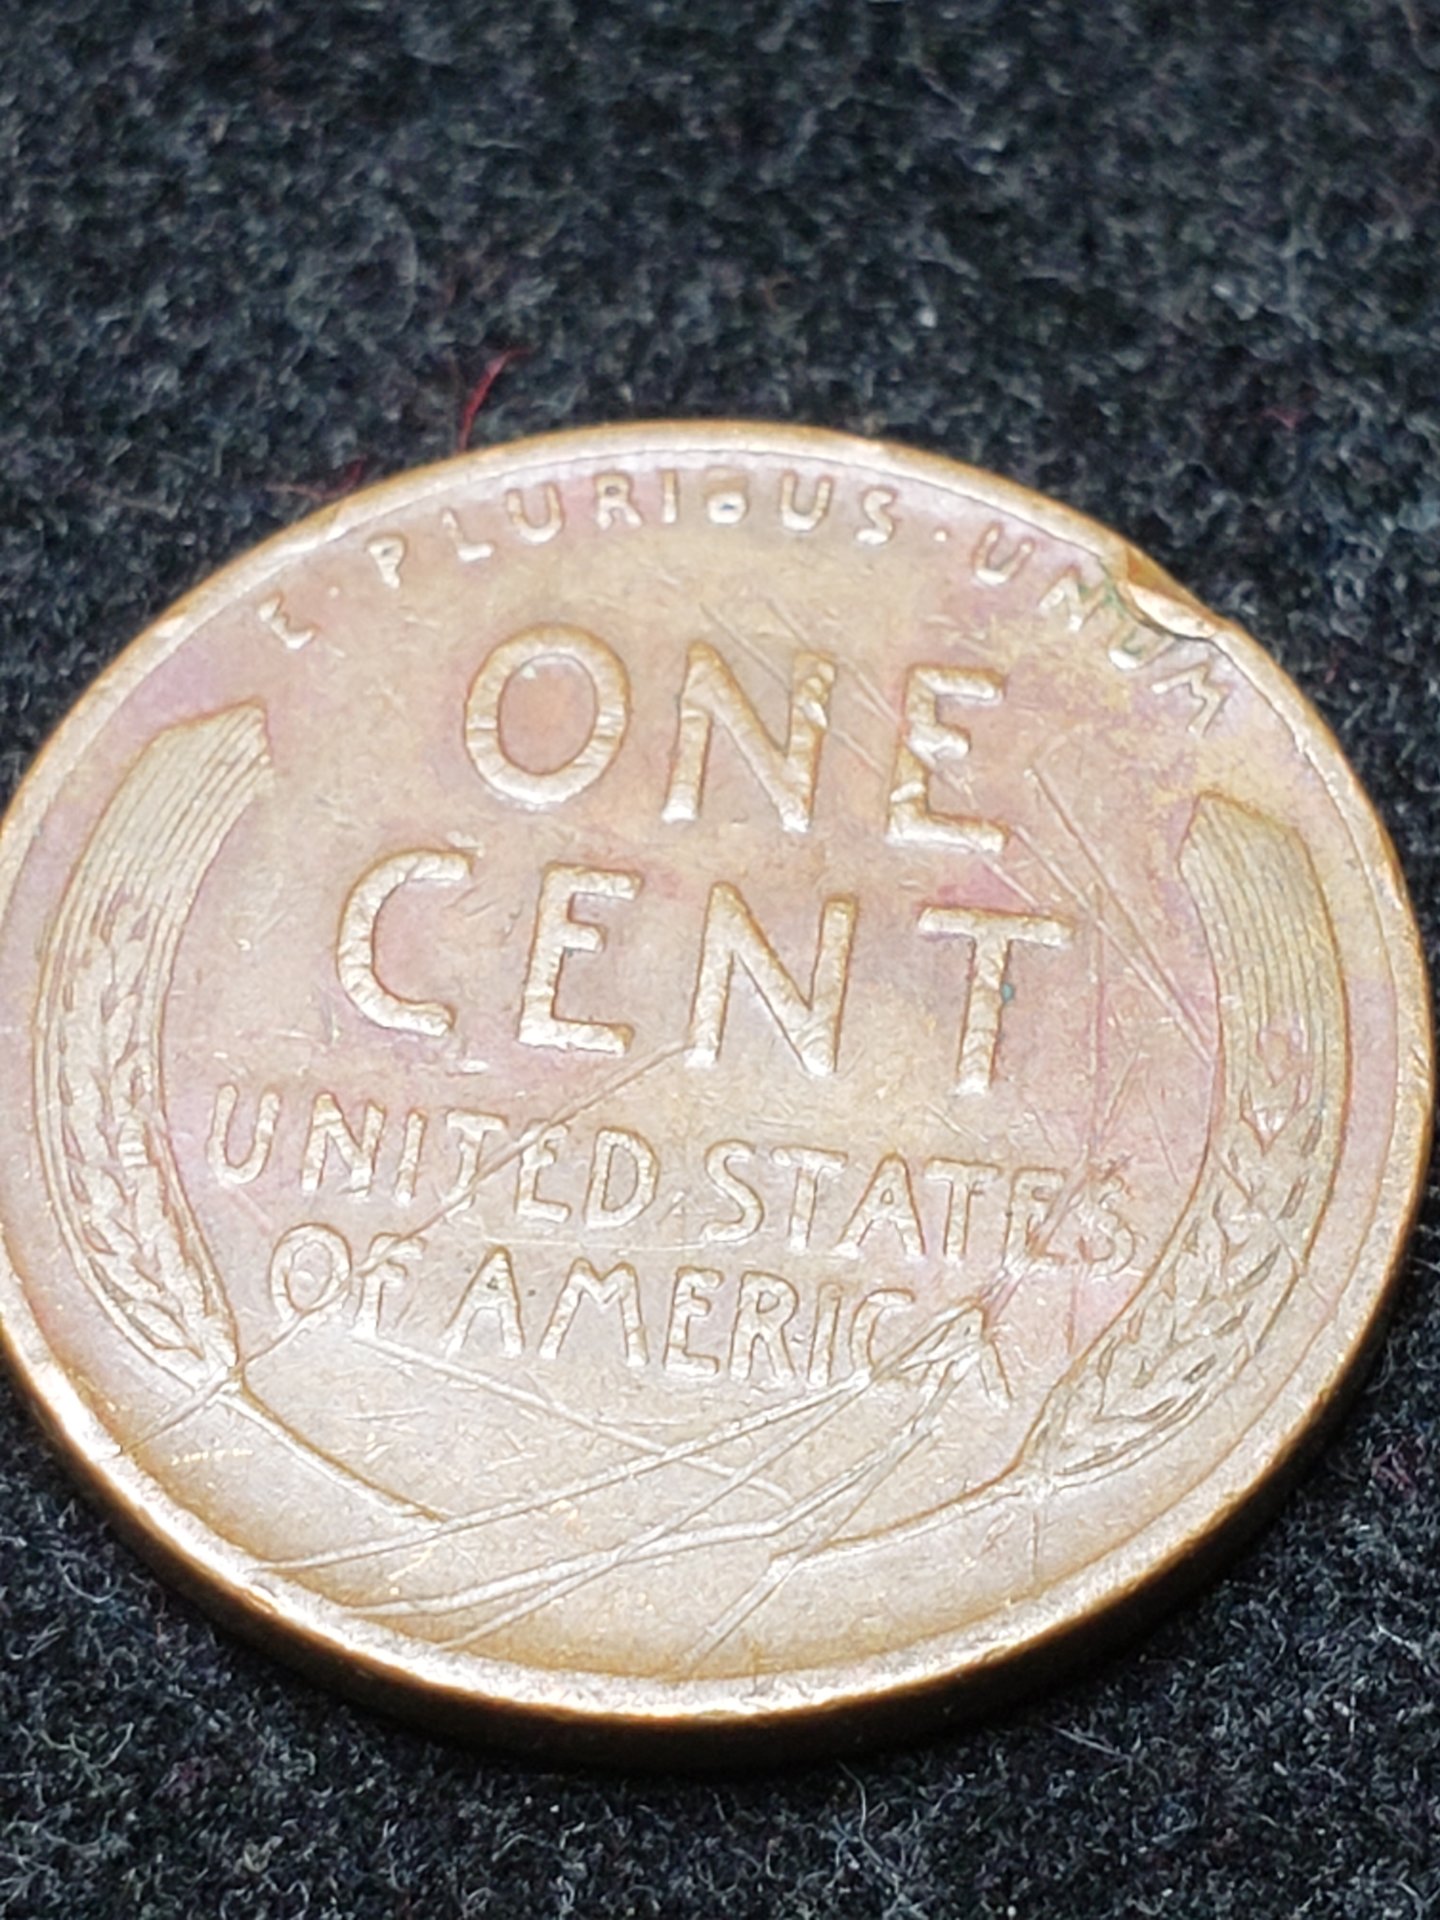 E · PLURIBUS · UNUM
ONE
CENT
UNITED STATES
OF AMERICA